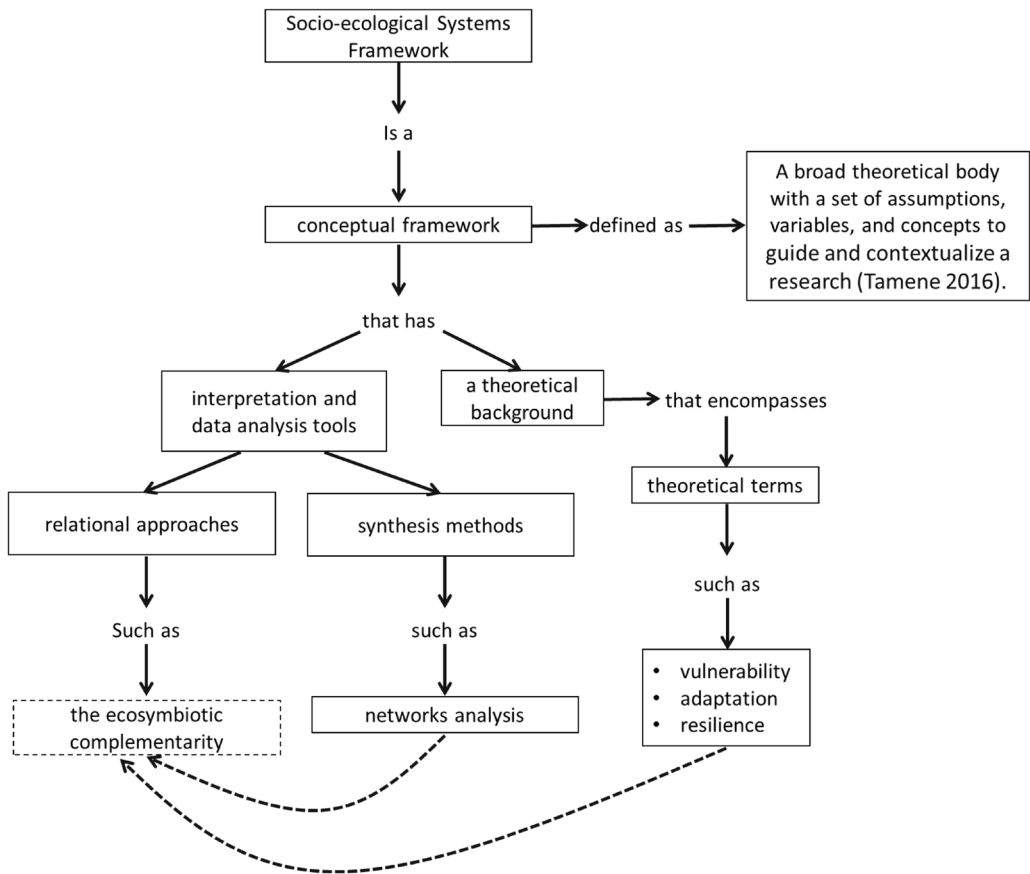 Socio-ecological Systems
Framework
Is a
conceptual framework
defined as
A broad theoretical body
with a set of assumptions,
variables, and concepts to
guide and contextualize a
research (Tamene 2016).
that has
interpretation and
data analysis tools
a theoretical
background
that encompasses
theoretical terms
relational approaches
synthesis methods
such as
Such as
such as
• vulnerability
• adaptation
• resilience
the ecosymbiotic
complementarity
networks analysis